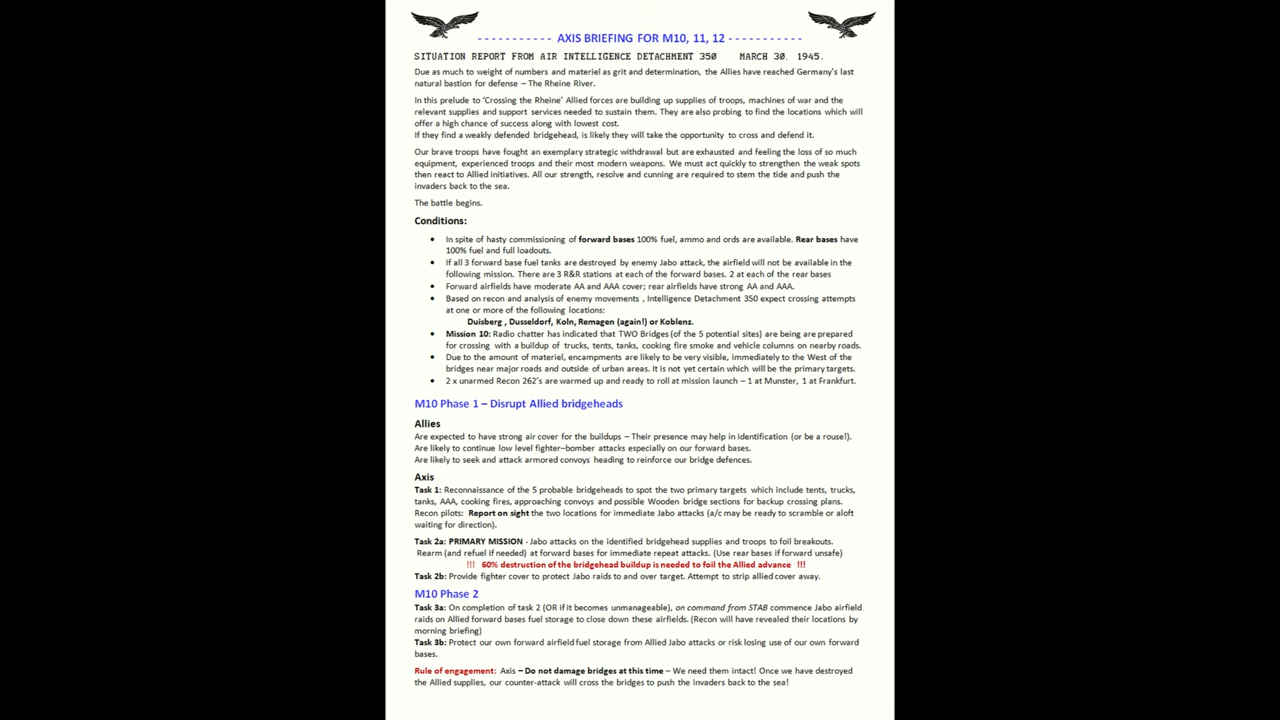 - - - - - - - - - - - AXIS BRIEFING FOR M10, 11, 12 - - - - - - - - - - -
SITUATION REPORT FROM AIR INTELLIGENCE DETACHMENT 350 MARCH 30, 1945.
Due as much to weight of numbers and materiel as grit and determination, the Allies have reached Germany's last
natural bastion for defense – The Rheine River.
In this prelude to 'Crossing the Rheine' Allied forces are building up supplies of troops, machines of war and the
relevant supplies and support services needed to sustain them. They are also probing to find the locations which will
offer a high chance of success along with lowest cost.
If they find a weakly defended bridgehead, is likely they will take the opportunity to cross and defend it.
Our brave troops have fought an exemplary strategic withdrawal but are exhausted and feeling the loss of so much
equipment, experienced troops and their most modern weapons. We must act quickly to strengthen the weak spots
then react to Allied initiatives. All our strength, resolve and cunning are required to stem the tide and push the
invaders back to the sea.
The battle begins.
Conditions:
• In spite of hasty commissioning of forward bases 100% fuel, ammo and ords are available. Rear bases have
100% fuel and full loadouts.
• If all 3 forward base fuel tanks are destroyed by enemy Jabo attack, the airfield will not be available in the
following mission. There are 3 R&R stations at each of the forward bases. 2 at each of the rear bases
• Forward airfields have moderate AA and AAA cover; rear airfields have strong AA and AAA.
• Based on recon and analysis of enemy movements , Intelligence Detachment 350 expect crossing attempts
at one or more of the following locations:
Duisberg , Dusseldorf, Koln, Remagen (again!) or Koblenz.
• Mission 10: Radio chatter has indicated that TWO Bridges (of the 5 potential sites) are being are prepared
for crossing with a buildup of trucks, tents, tanks, cooking fire smoke and vehicle columns on nearby roads.
• Due to the amount of materiel, encampments are likely to be very visible, immediately to the West of the
bridges near major roads and outside of urban areas. It is not yet certain which will be the primary targets.
• 2 x unarmed Recon 262's are warmed up and ready to roll at mission launch – 1 at Munster, 1 at Frankfurt.
M10 Phase 1 – Disrupt Allied bridgeheads
Allies
Are expected to have strong air cover for the buildups – Their presence may help in identification (or be a rouse!).
Are likely to continue low level fighter–bomber attacks especially on our forward bases.
Are likely to seek and attack armored convoys heading to reinforce our bridge defences.
Axis
Task 1: Reconnaissance of the 5 probable bridgeheads to spot the two primary targets which include tents, trucks,
tanks, AAA, cooking fires, approaching convoys and possible Wooden bridge sections for backup crossing plans.
Recon pilots: Report on sight the two locations for immediate Jabo attacks (a/c may be ready to scramble or aloft
waiting for direction).
Task 2a: PRIMARY MISSION - Jabo attacks on the identified bridgehead supplies and troops to foil breakouts.
Rearm (and refuel if needed) at forward bases for immediate repeat attacks. (Use rear bases if forward unsafe)
!!! 60% destruction of the bridgehead buildup is needed to foil the Allied advance !!!
Task 2b: Provide fighter cover to protect Jabo raids to and over target. Attempt to strip allied cover away.
M10 Phase 2
Task 3a: On completion of task 2 (OR if it becomes unmanageable), on command from STAB commence Jabo airfield
raids on Allied forward bases fuel storage to close down these airfields. (Recon will have revealed their locations by
morning briefing)
Task 3b: Protect our own forward airfield fuel storage from Allied Jabo attacks or risk losing use of our own forward
bases.
Rule of engagement: Axis – Do not damage bridges at this time – We need them intact! Once we have destroyed
the Allied supplies, our counter-attack will cross the bridges to push the invaders back to the sea!